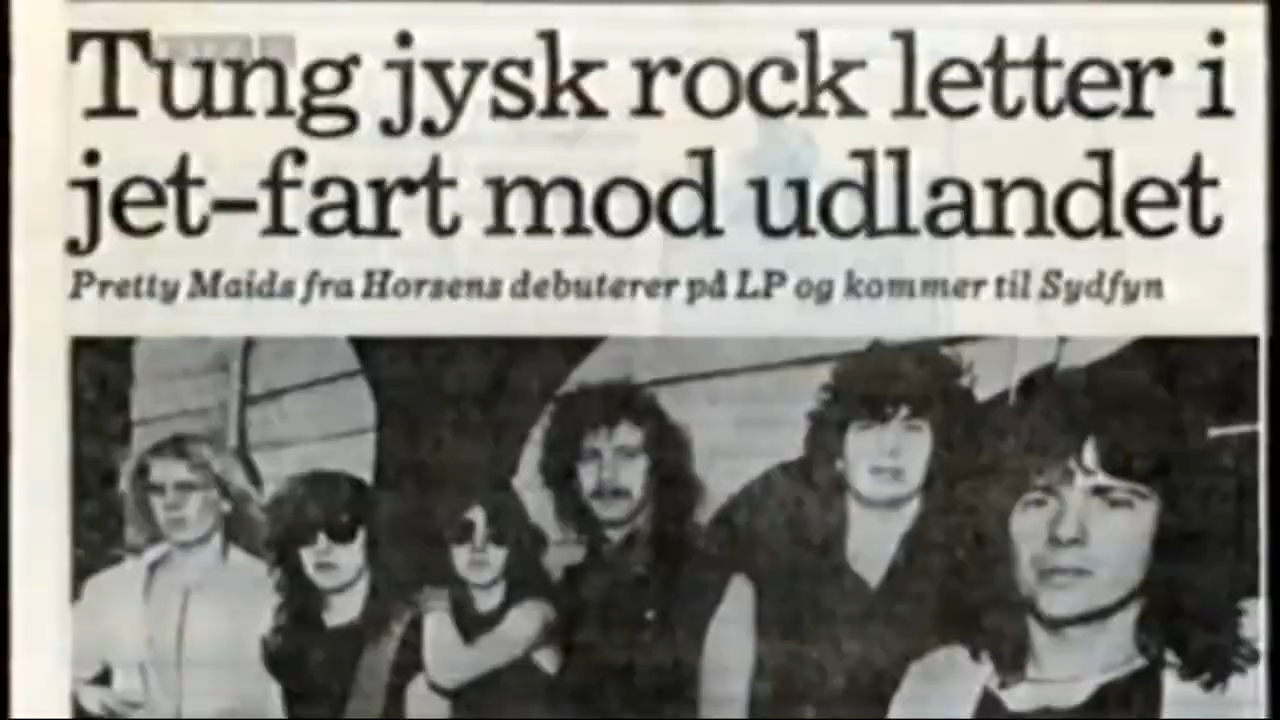 Tung jysk rock letter i
jet-fart mod udlandet
Pretty Maids fra Horsens debuterer på LP og kommer til Sydfyn